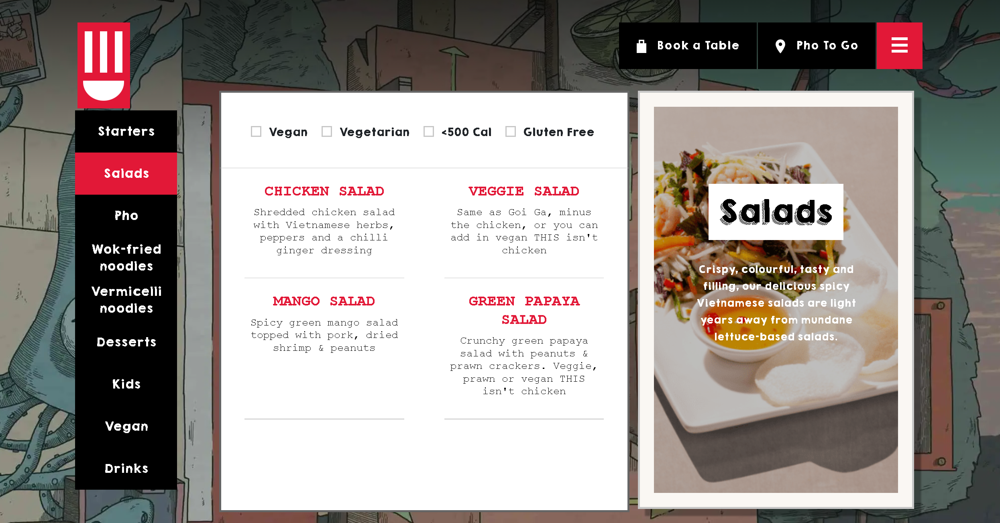 Book a Table
Pho To Go
Starters
Salads
Pho
Wok-fried
noodles
Vermicelli
noodles
Desserts
Kids
Vegan
Drinks
Vegan
Vegetarian
<500 Cal
Gluten Free
CHICKEN SALAD
Shredded chicken salad
with Vietnamese herbs,
peppers and a chilli
ginger dressing
VEGGIE SALAD
Same as Goi Ga, minus
the chicken, or you can
add in vegan THIS isn't
chicken
MANGO SALAD
Spicy green mango salad
topped with pork, dried
shrimp & peanuts
GREEN PAPAYA
SALAD
Crunchy green papaya
salad with peanuts &
prawn crackers. Veggie,
prawn or vegan THIS
isn't chicken
Salads
Crispy, colourful, tasty and
filling, our delicious spicy
Vietnamese salads are light
years away from mundane
lettuce-based salads.